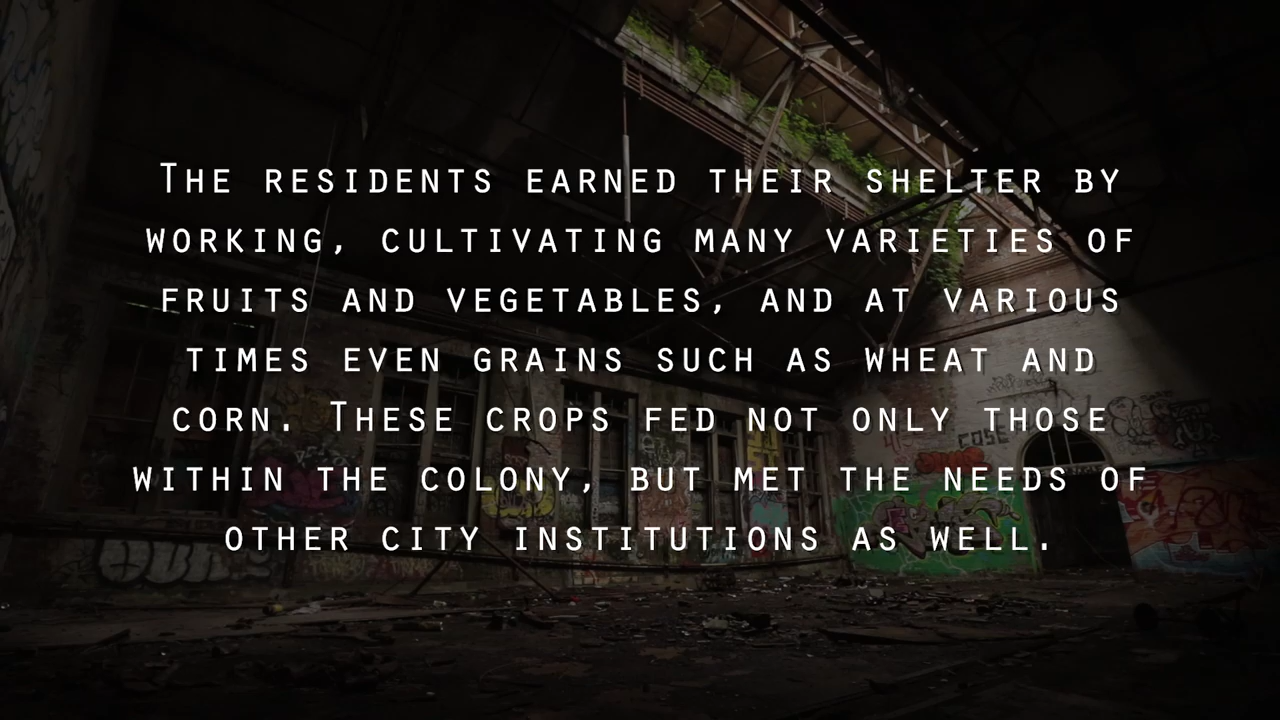 The residents earned their shelter by
working, cultivating many varieties of
fruits and vegetables, and at various
times even grains such as wheat and
corn. These crops fed not only those
within the colony, but met the needs of
other city institutions as well.
COSE